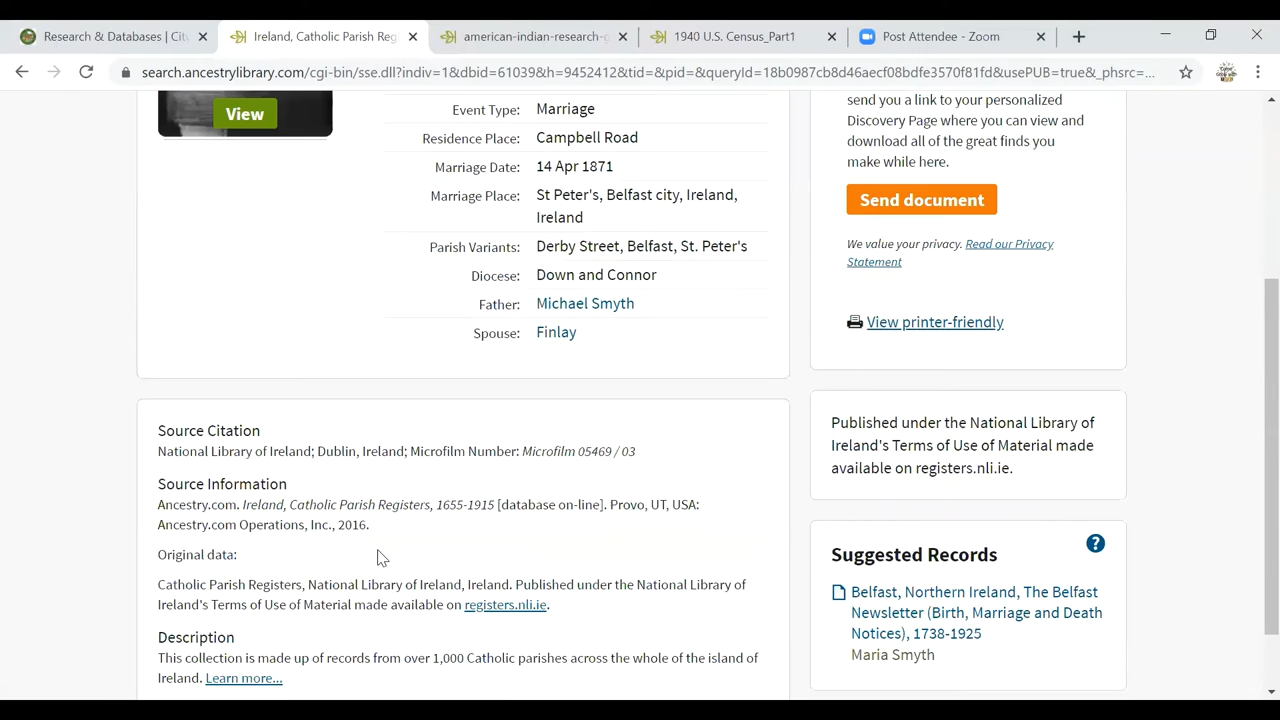 Research & Databases | Cit
Ireland, Catholic Parish Reg
american-indian-research-
1940 U.S. Census_Part1
Post Attendee - Zoom
search.ancestrylibrary.com/cgi-bin/sse.dll?indiv=1&dbid=61039&h=9452412&tid=&pid=&queryId=18b0987cb8d46aecf08bdfe3570f81fd&usePUB=true&_phsrc=...
View
Event Type: Marriage
Residence Place: Campbell Road
Marriage Date: 14 Apr 1871
Marriage Place: St Peter's, Belfast city, Ireland,
Ireland
Parish Variants: Derby Street, Belfast, St. Peter's
Diocese: Down and Connor
Father: Michael Smyth
Spouse: Finlay
Source Citation
National Library of Ireland; Dublin, Ireland; Microfilm Number: Microfilm 05469 / 03
Source Information
Ancestry.com. Ireland, Catholic Parish Registers, 1655-1915 [database on-line]. Provo, UT, USA:
Ancestry.com Operations, Inc., 2016.
Original data:
Catholic Parish Registers, National Library of Ireland, Ireland. Published under the National Library of
Ireland's Terms of Use of Material made available on registers.nli.ie.
Description
This collection is made up of records from over 1,000 Catholic parishes across the whole of the island of
Ireland. Learn more...
send you a link to your personalized
Discovery Page where you can view and
download all of the great finds you
make while here.
Send document
We value your privacy. Read our Privacy
Statement
View printer-friendly
Published under the National Library of
Ireland's Terms of Use of Material made
available on registers.nli.ie.
Suggested Records
?
Belfast, Northern Ireland, The Belfast
Newsletter (Birth, Marriage and Death
Notices), 1738-1925
Maria Smyth